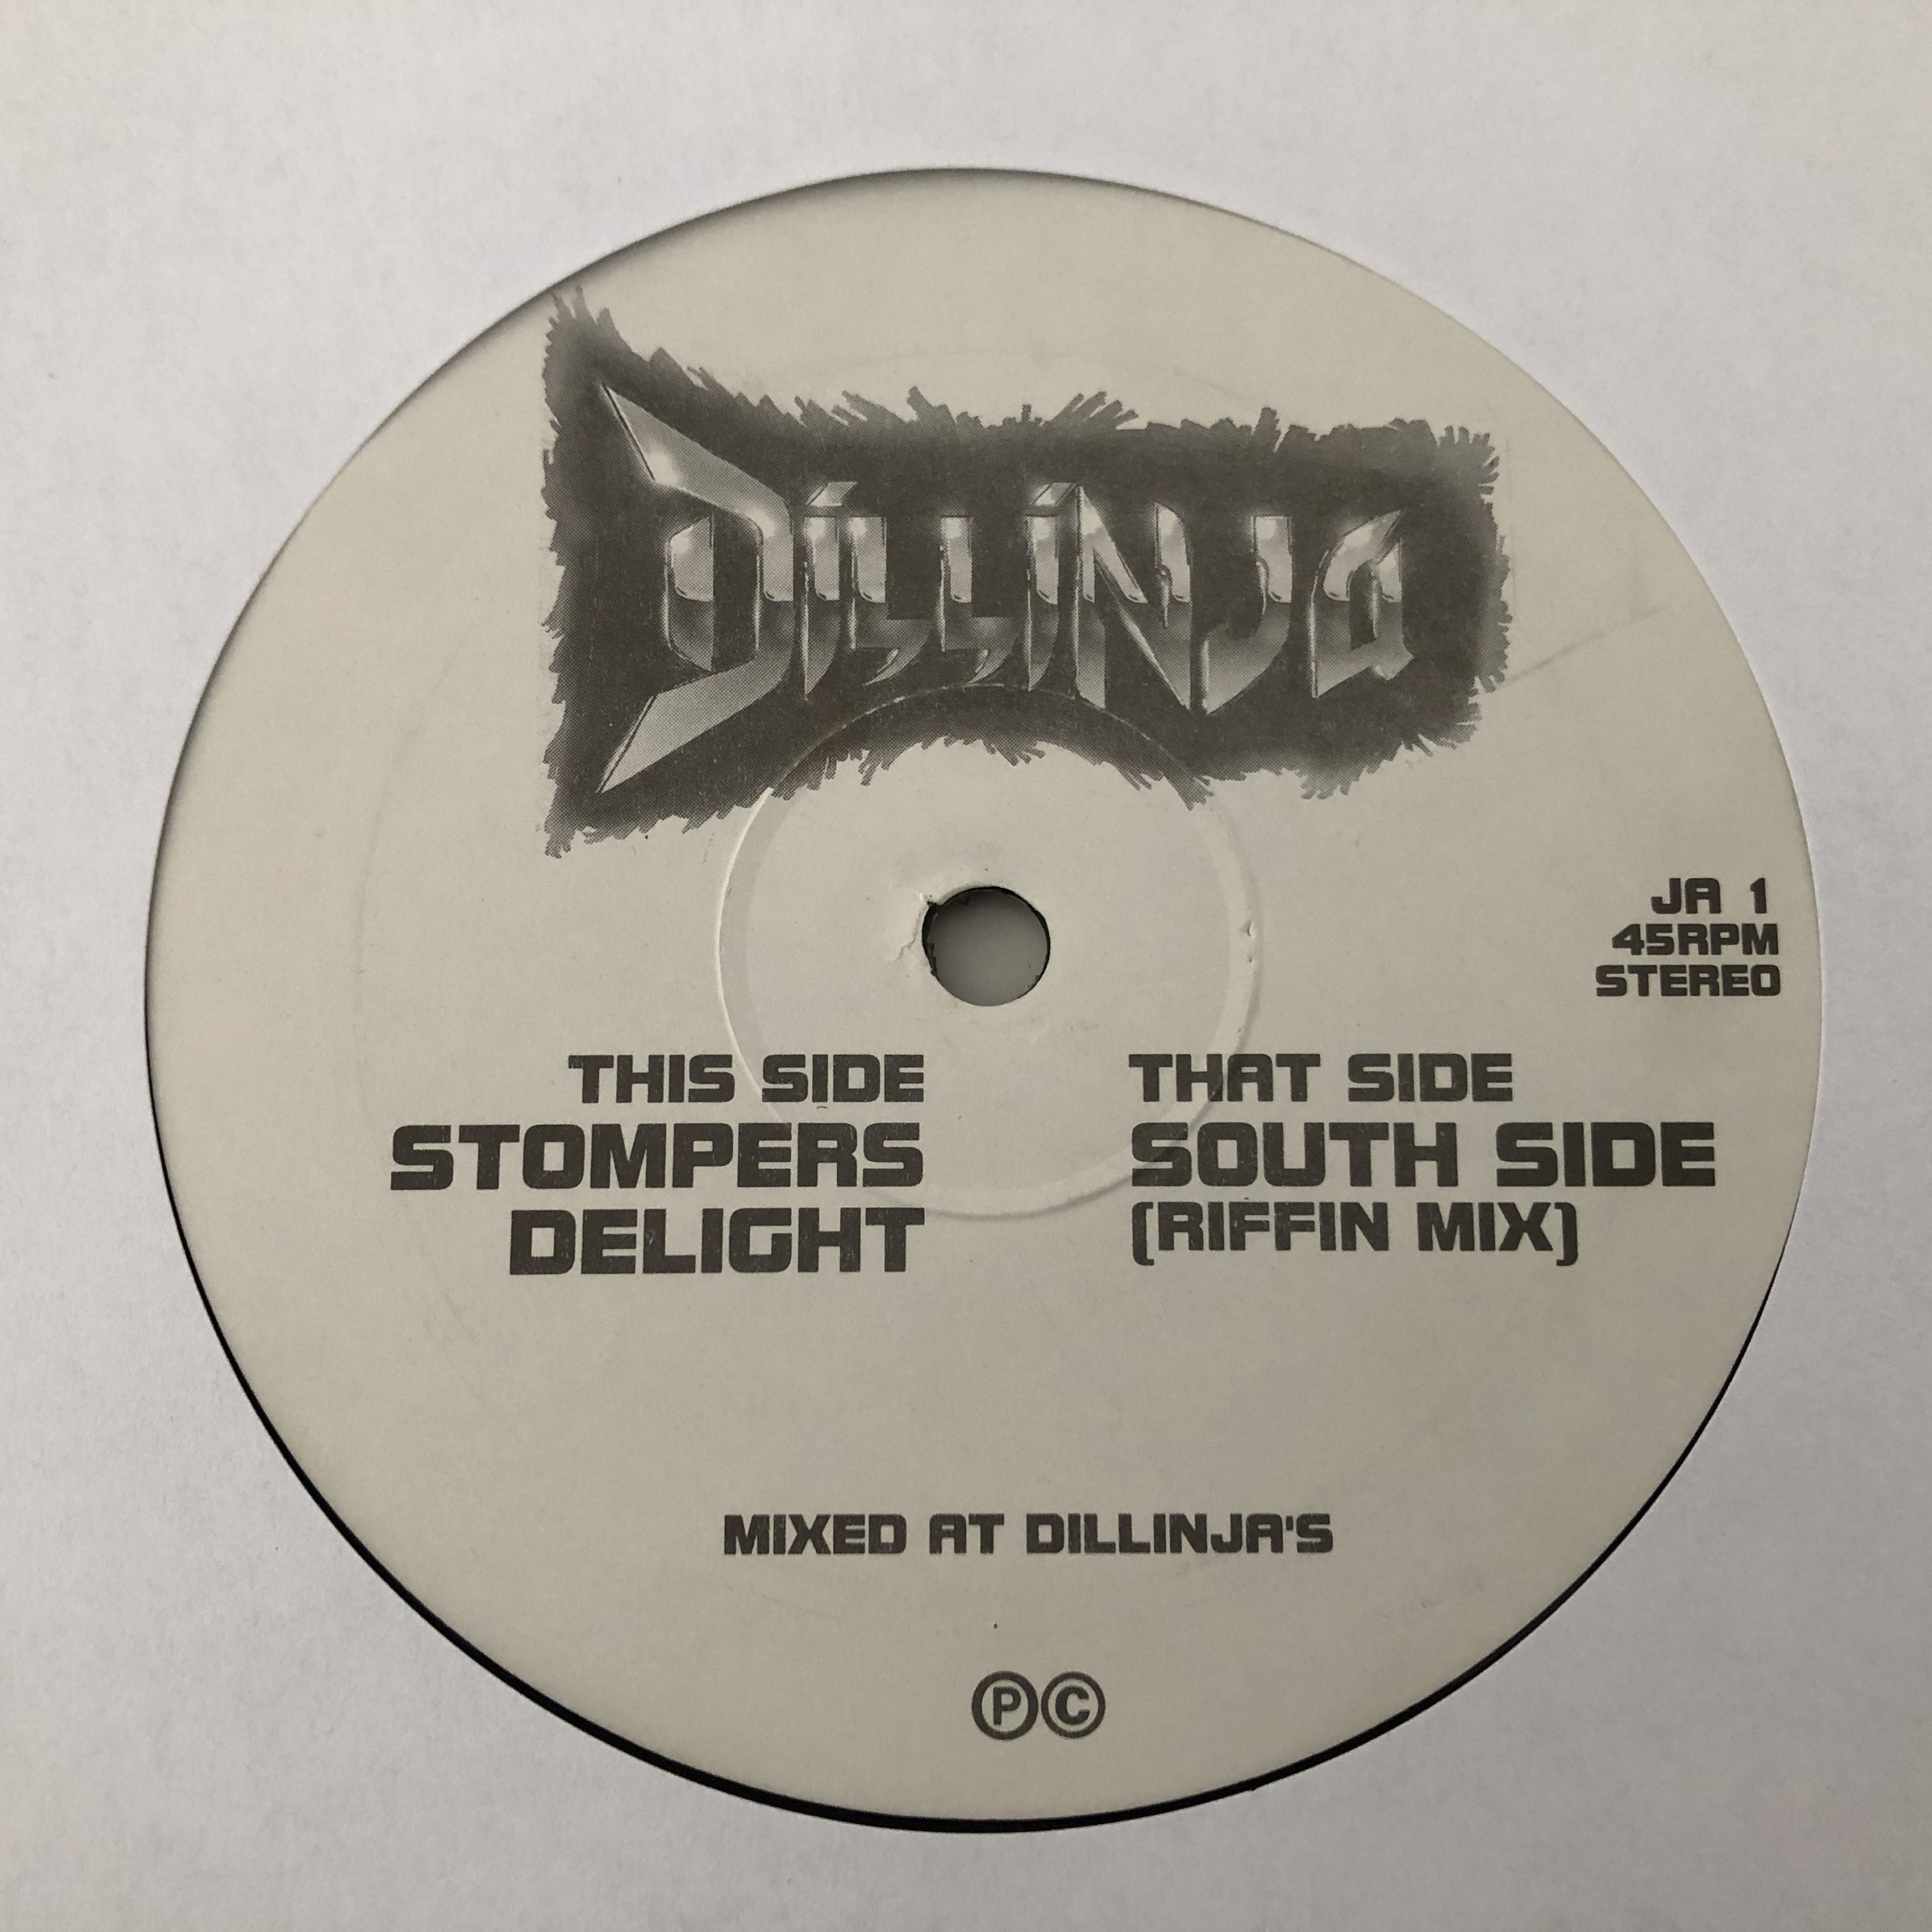 DILLINJA
JA 1
45RPM
STEREO
THIS SIDE
STOMPERS
DELIGHT
THAT SIDE
SOUTH SIDE
(RIFFIN MIX)
MIXED AT DILLINJA'S
℗©